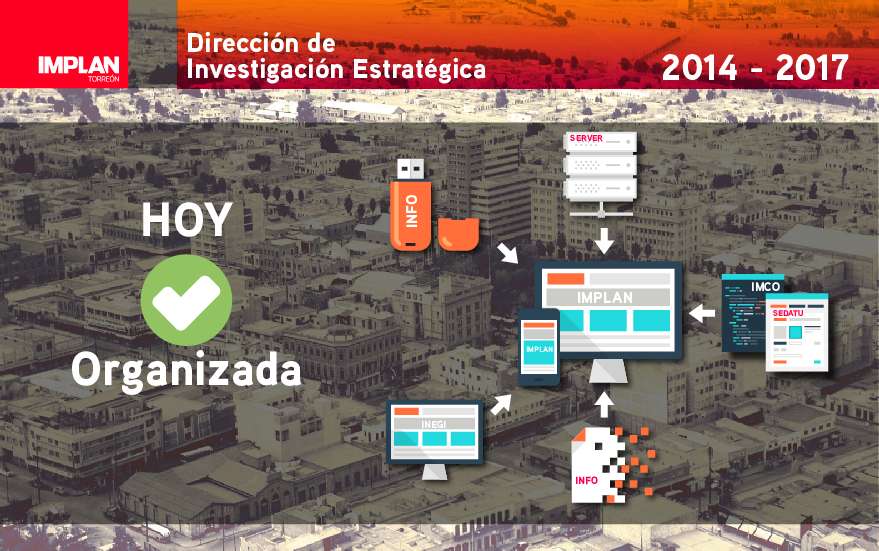 IMPLAN
TORREÓN
Dirección de
Investigación Estratégica
2014 - 2017
HOY
Organizada
INFO
SERVER
IMPLAN
IMPLAN
IMCO
SEDATU
INEGI
INFO